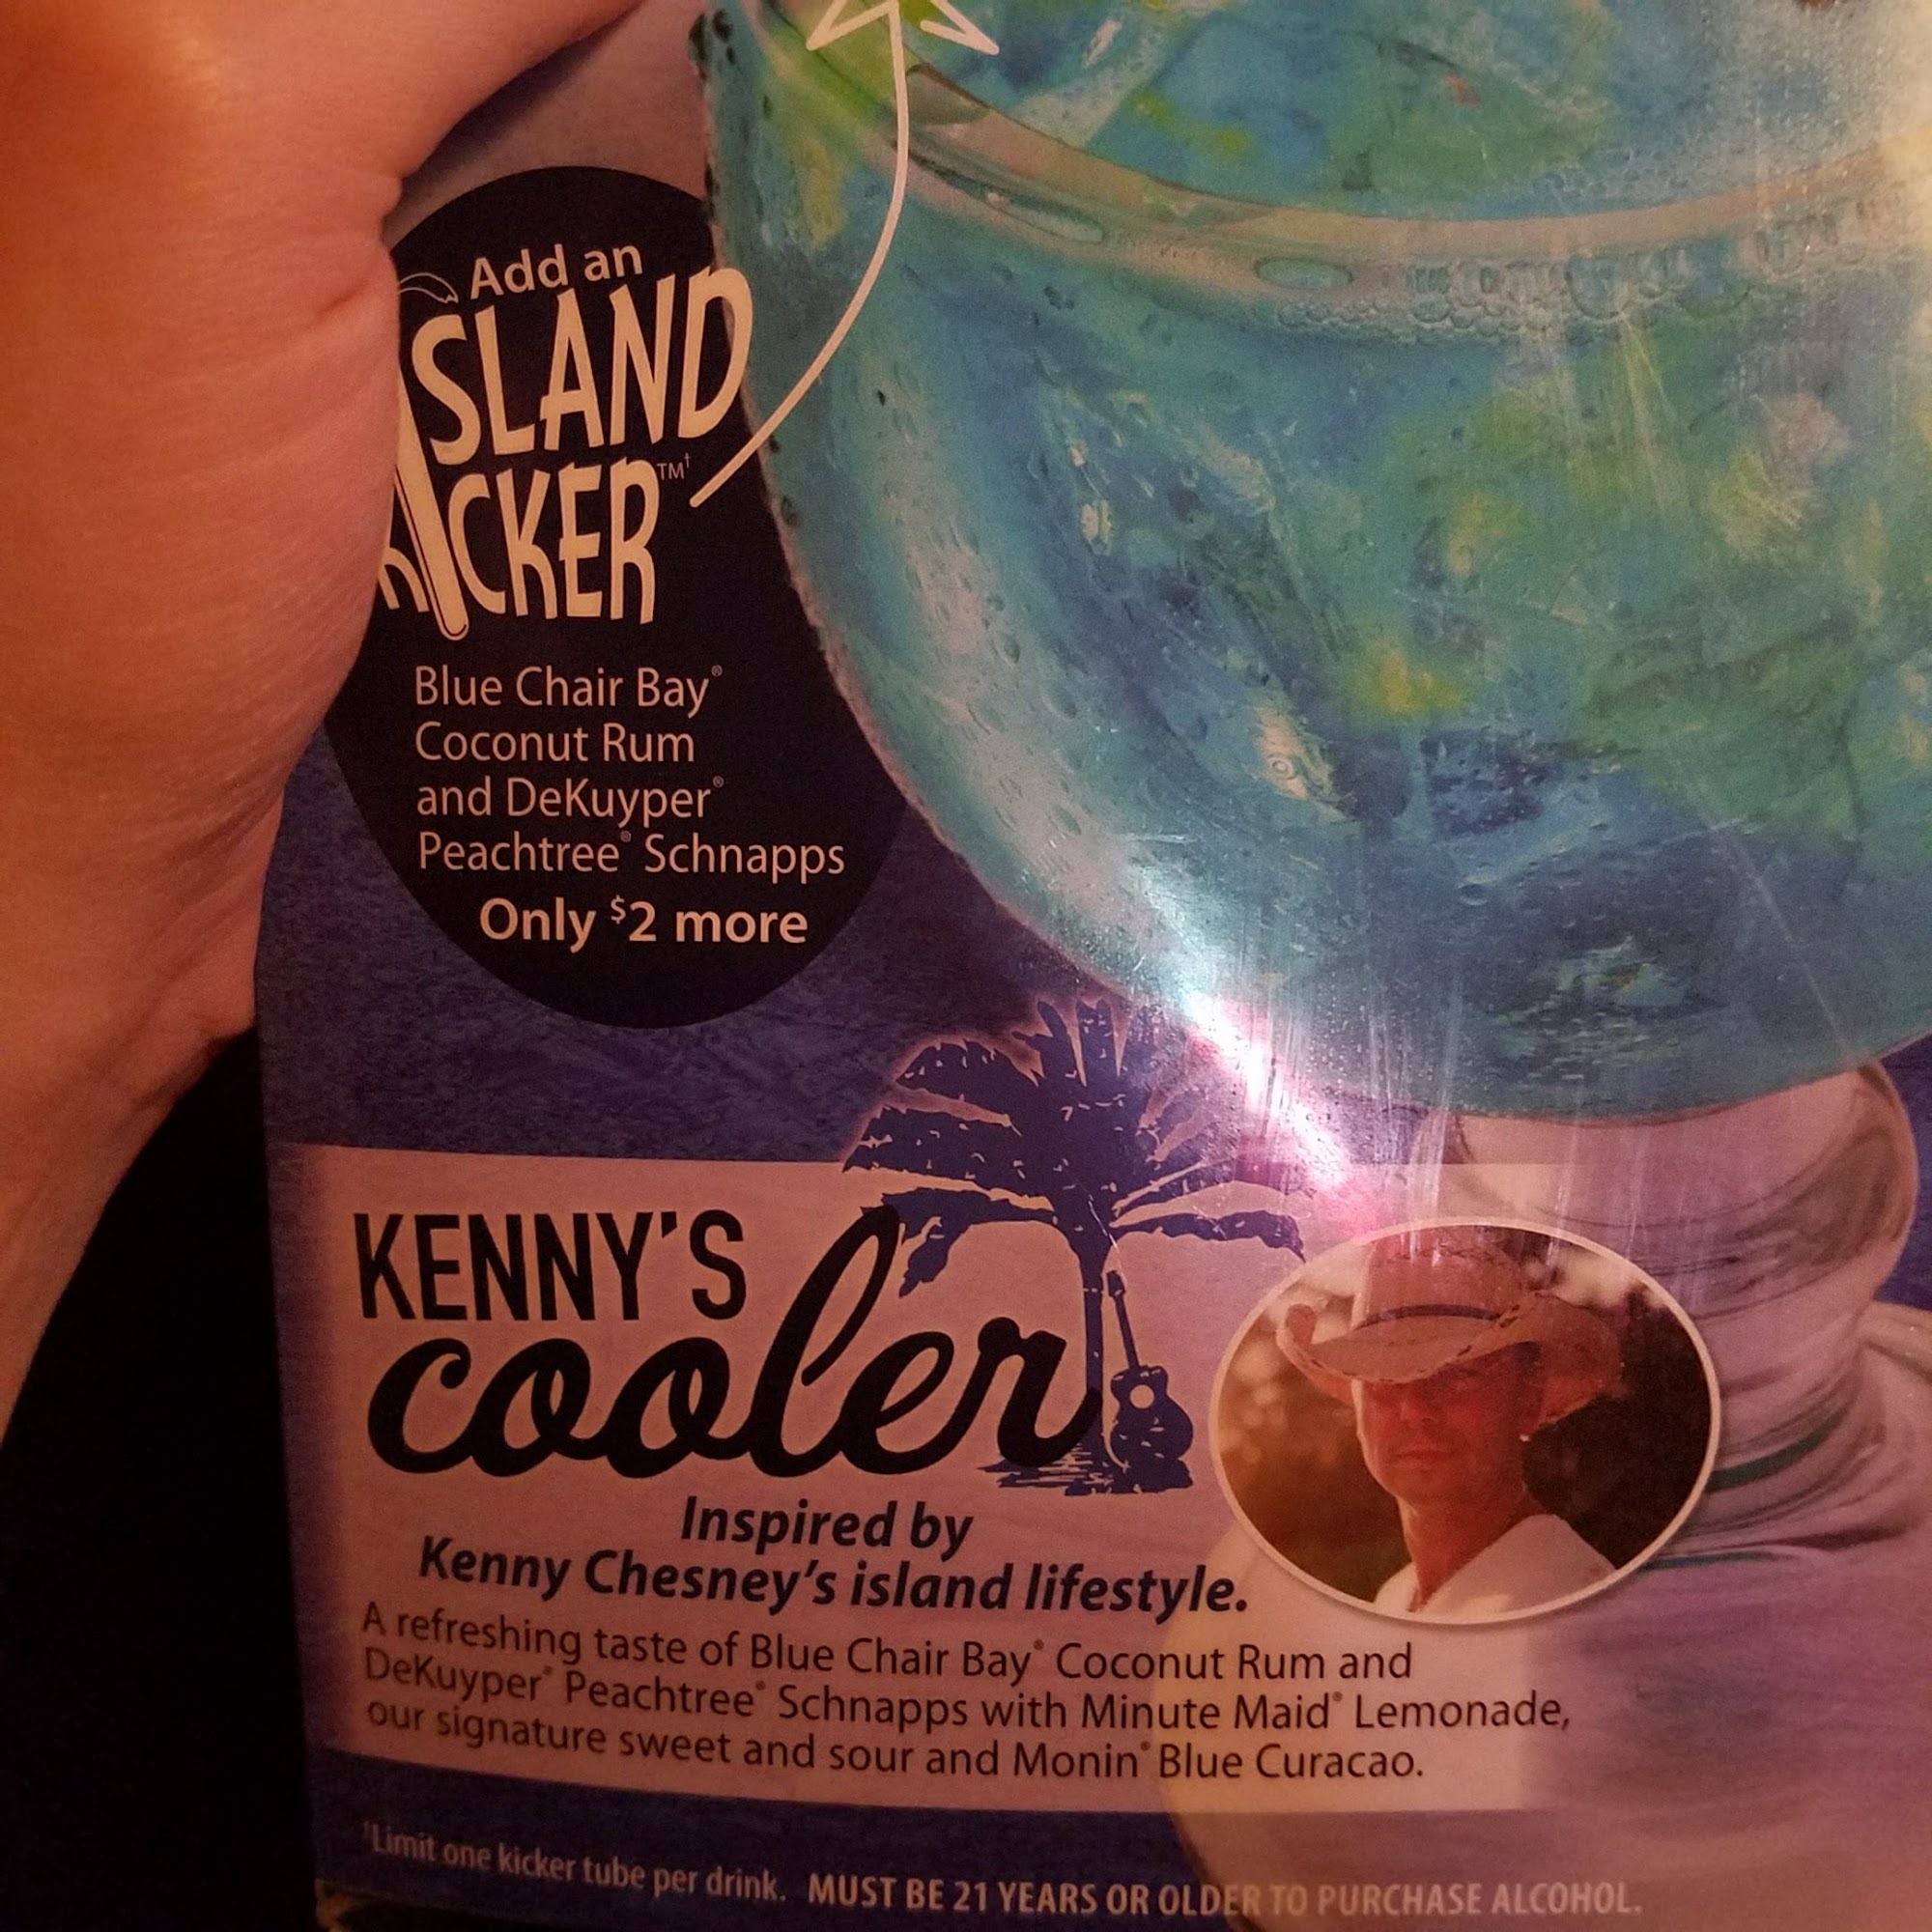 Add an
ISLAND
KICKER™†
Blue Chair Bay®
Coconut Rum
and DeKuyper®
Peachtree® Schnapps
Only $2 more
KENNY'S
cooler
Inspired by
Kenny Chesney's island lifestyle.
A refreshing taste of Blue Chair Bay® Coconut Rum and
DeKuyper® Peachtree® Schnapps with Minute Maid® Lemonade,
our signature sweet and sour and Monin® Blue Curacao.
†Limit one kicker tube per drink. MUST BE 21 YEARS OR OLDER TO PURCHASE ALCOHOL.